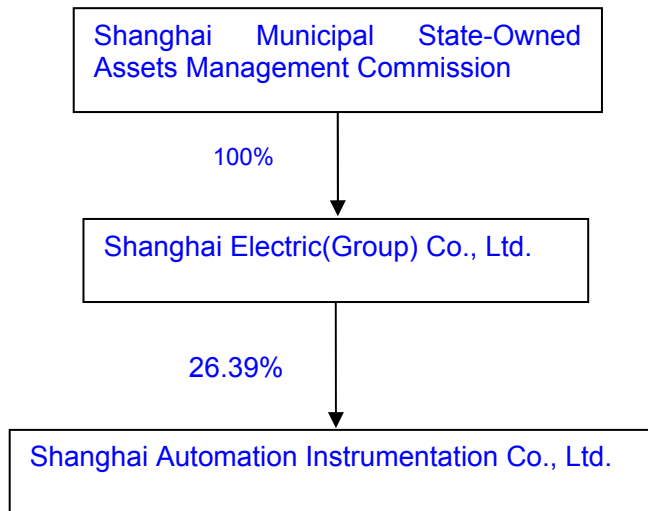 Shanghai Municipal State-Owned
Assets Management Commission
100%
Shanghai Electric(Group) Co., Ltd.
26.39%
Shanghai Automation Instrumentation Co., Ltd.